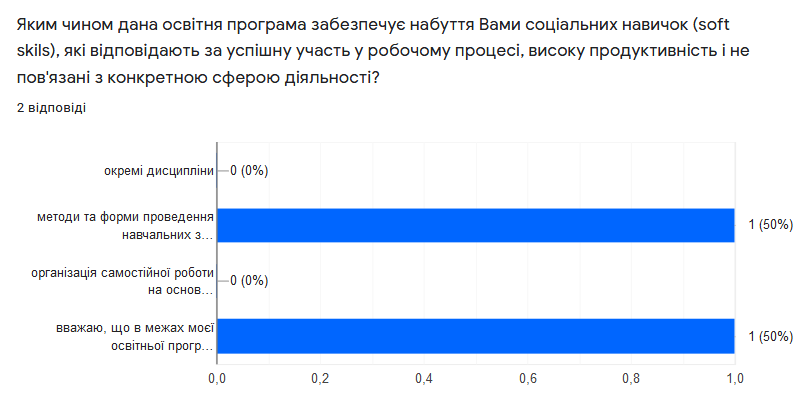 Яким чином дана освітня програма забезпечує набуття Вами соціальних навичок (soft
skils), які відповідають за успішну участь у робочому процесі, високу продуктивність і не
пов'язані з конкретною сферою діяльності?
2 відповіді
окремі дисципліни
0 (0%)
методи та форми проведення
навчальних з…
1 (50%)
організація самостійної роботи
на основ…
0 (0%)
вважаю, що в межах моєї
освітньої прогр…
1 (50%)
0,0 0,2 0,4 0,6 0,8 1,0